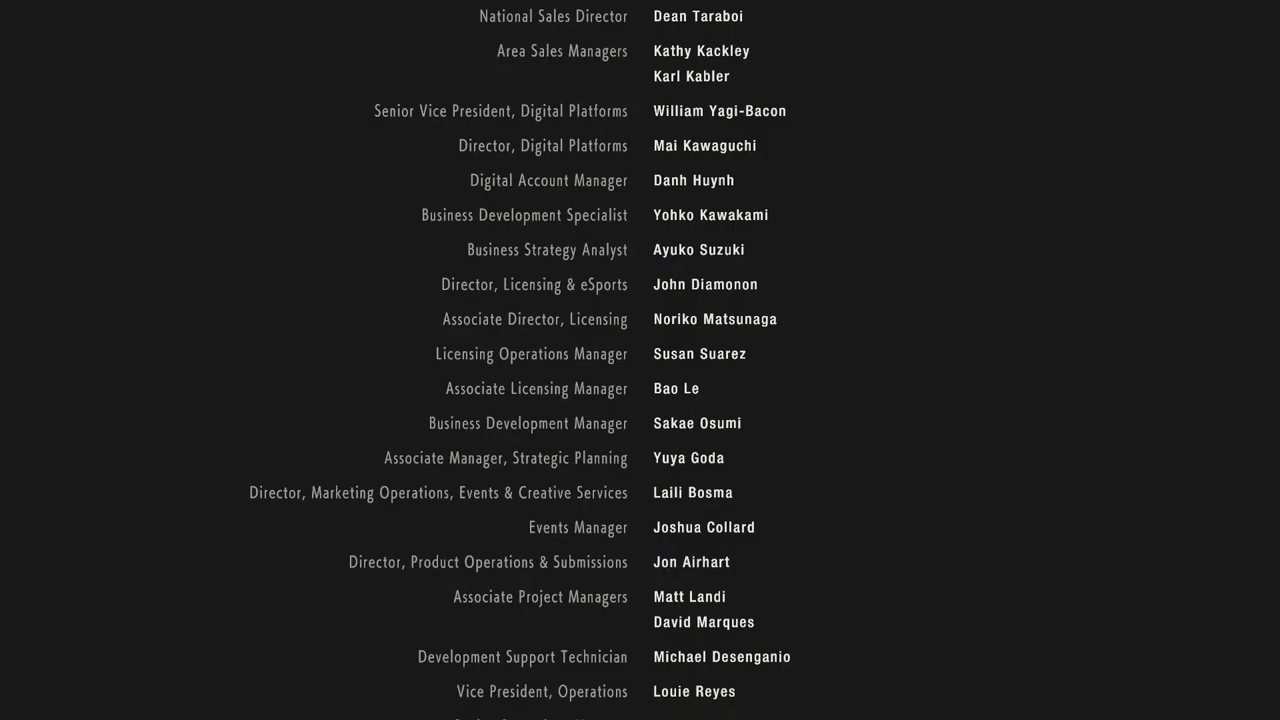 National Sales Director Dean Taraboi
Area Sales Managers Kathy Kackley
Karl Kabler
Senior Vice President, Digital Platforms William Yagi-Bacon
Director, Digital Platforms Mai Kawaguchi
Digital Account Manager Danh Huynh
Business Development Specialist Yohko Kawakami
Business Strategy Analyst Ayuko Suzuki
Director, Licensing & eSports John Diamonon
Associate Director, Licensing Noriko Matsunaga
Licensing Operations Manager Susan Suarez
Associate Licensing Manager Bao Le
Business Development Manager Sakae Osumi
Associate Manager, Strategic Planning Yuya Goda
Director, Marketing Operations, Events & Creative Services Laili Bosma
Events Manager Joshua Collard
Director, Product Operations & Submissions Jon Airhart
Associate Project Managers Matt Landi
David Marques
Development Support Technician Michael Desenganio
Vice President, Operations Louie Reyes